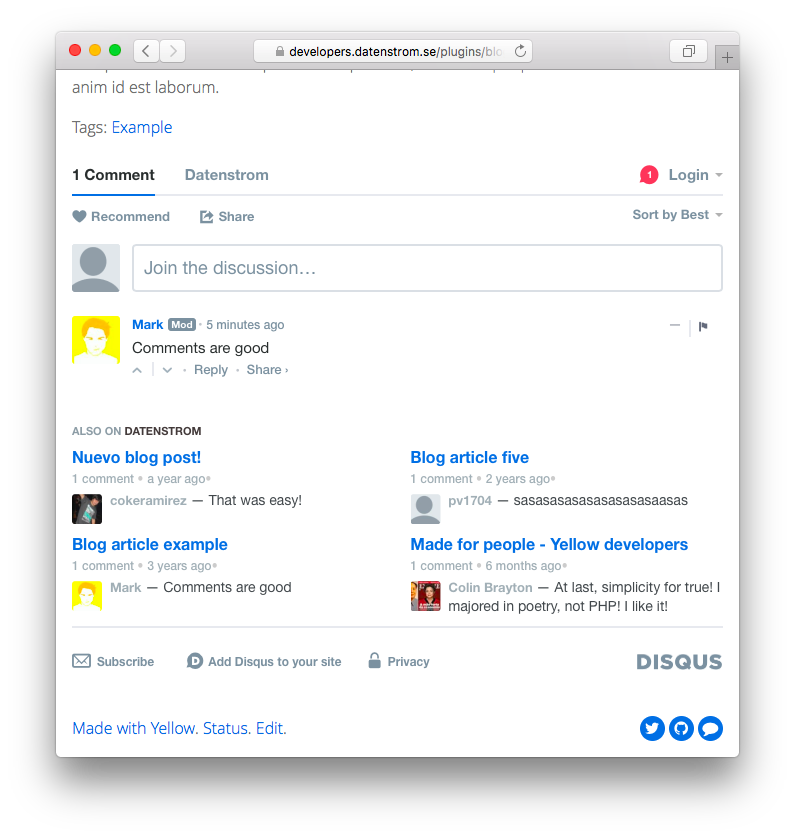 developers.datenstrom.se/plugins/blo
anim id est laborum.
Tags: Example
1 Comment Datenstrom 1 Login
Recommend Share Sort by Best
Join the discussion...
Mark Mod · 5 minutes ago
Comments are good
· Reply · Share ›
ALSO ON DATENSTROM
Nuevo blog post! Blog article five
1 comment • a year ago• 1 comment • 2 years ago•
cokeramirez — That was easy! pv1704 — sasasasasasasasasasaasas
Blog article example Made for people - Yellow developers
1 comment • 3 years ago• 1 comment • 6 months ago•
Mark — Comments are good Colin Brayton — At last, simplicity for true! I
majored in poetry, not PHP! I like it!
Subscribe Add Disqus to your site Privacy DISQUS
Made with Yellow. Status. Edit.